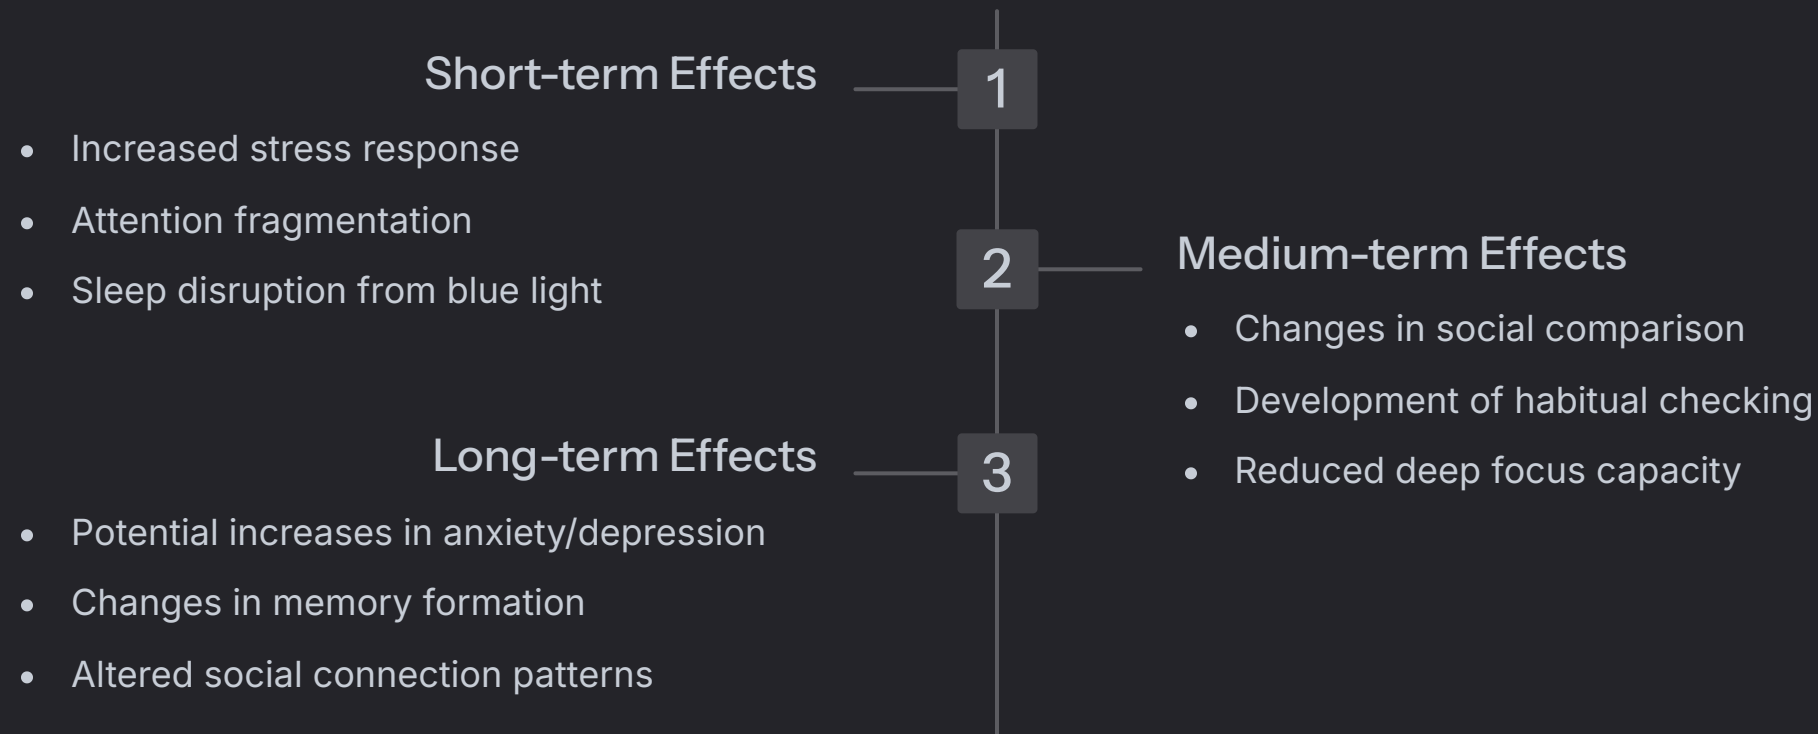 Short-term Effects
1
Increased stress response
Attention fragmentation
Sleep disruption from blue light
2
Medium-term Effects
Changes in social comparison
Development of habitual checking
Reduced deep focus capacity
Long-term Effects
3
Potential increases in anxiety/depression
Changes in memory formation
Altered social connection patterns